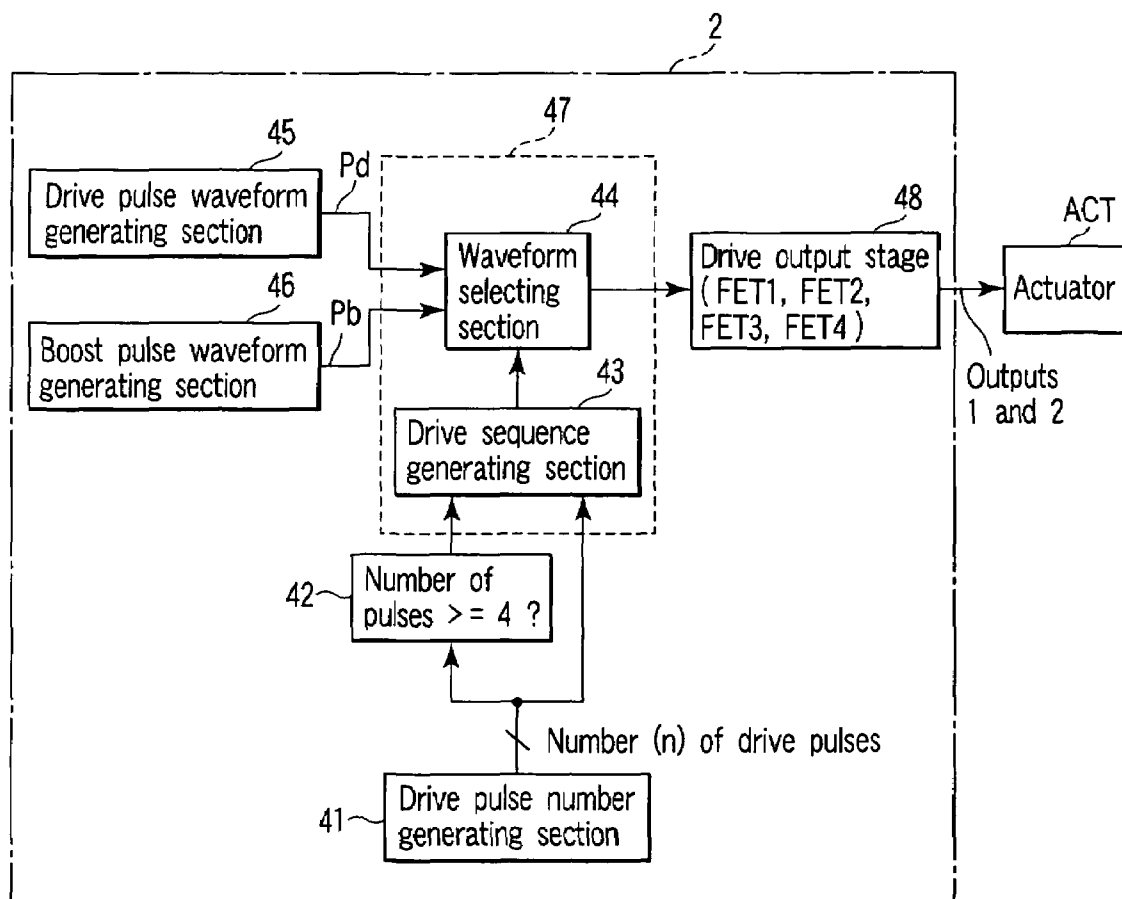 2
47
45
Drive pulse waveform
generating section
Pd
46
Boost pulse waveform
generating section
Pb
44
Waveform
selecting
section
48
Drive output stage
( FET1, FET2,
FET3, FET4 )
ACT
Actuator
Outputs
1 and 2
43
Drive sequence
generating section
42
Number of
pulses >= 4 ?
Number (n) of drive pulses
41
Drive pulse number
generating section